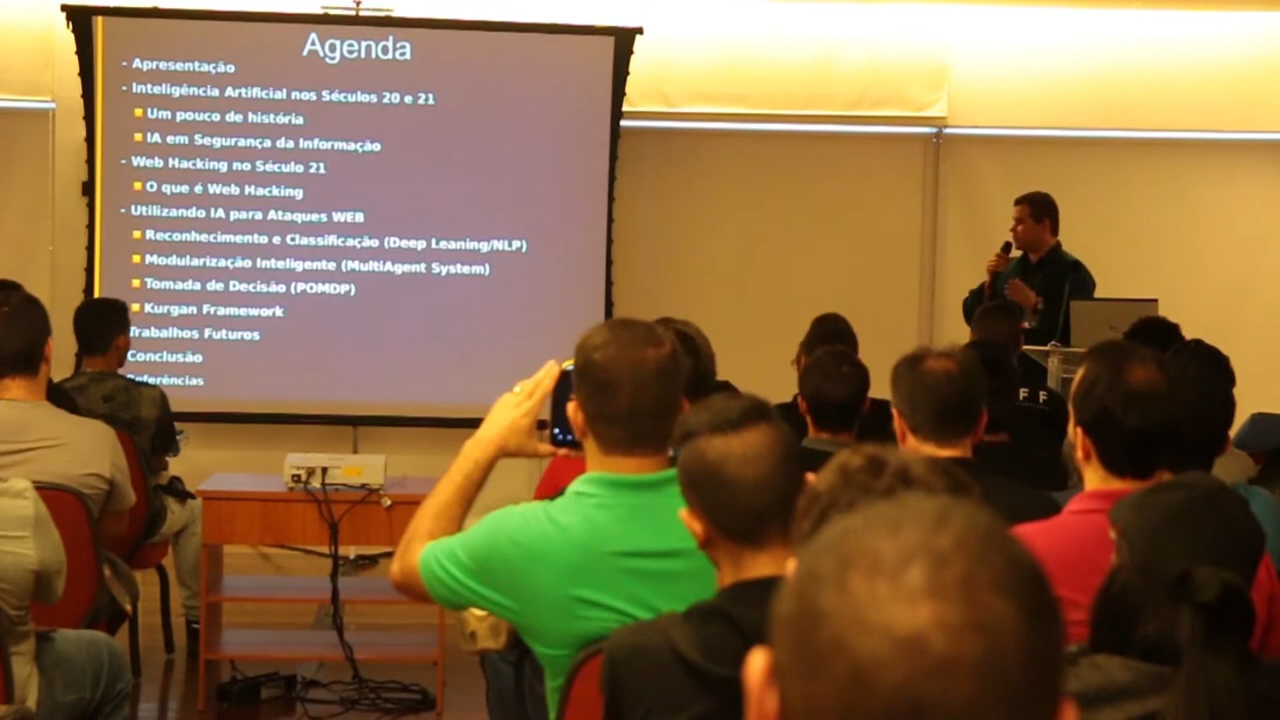 Agenda
- Apresentação
- Inteligência Artificial nos Séculos 20 e 21
Um pouco de história
IA em Segurança da Informação
- Web Hacking no Século 21
O que é Web Hacking
- Utilizando IA para Ataques WEB
Reconhecimento e Classificação (Deep Leaning/NLP)
Modularização Inteligente (MultiAgent System)
Tomada de Decisão (POMDP)
Kurgan Framework
Trabalhos Futuros
Conclusão
Referências
F F